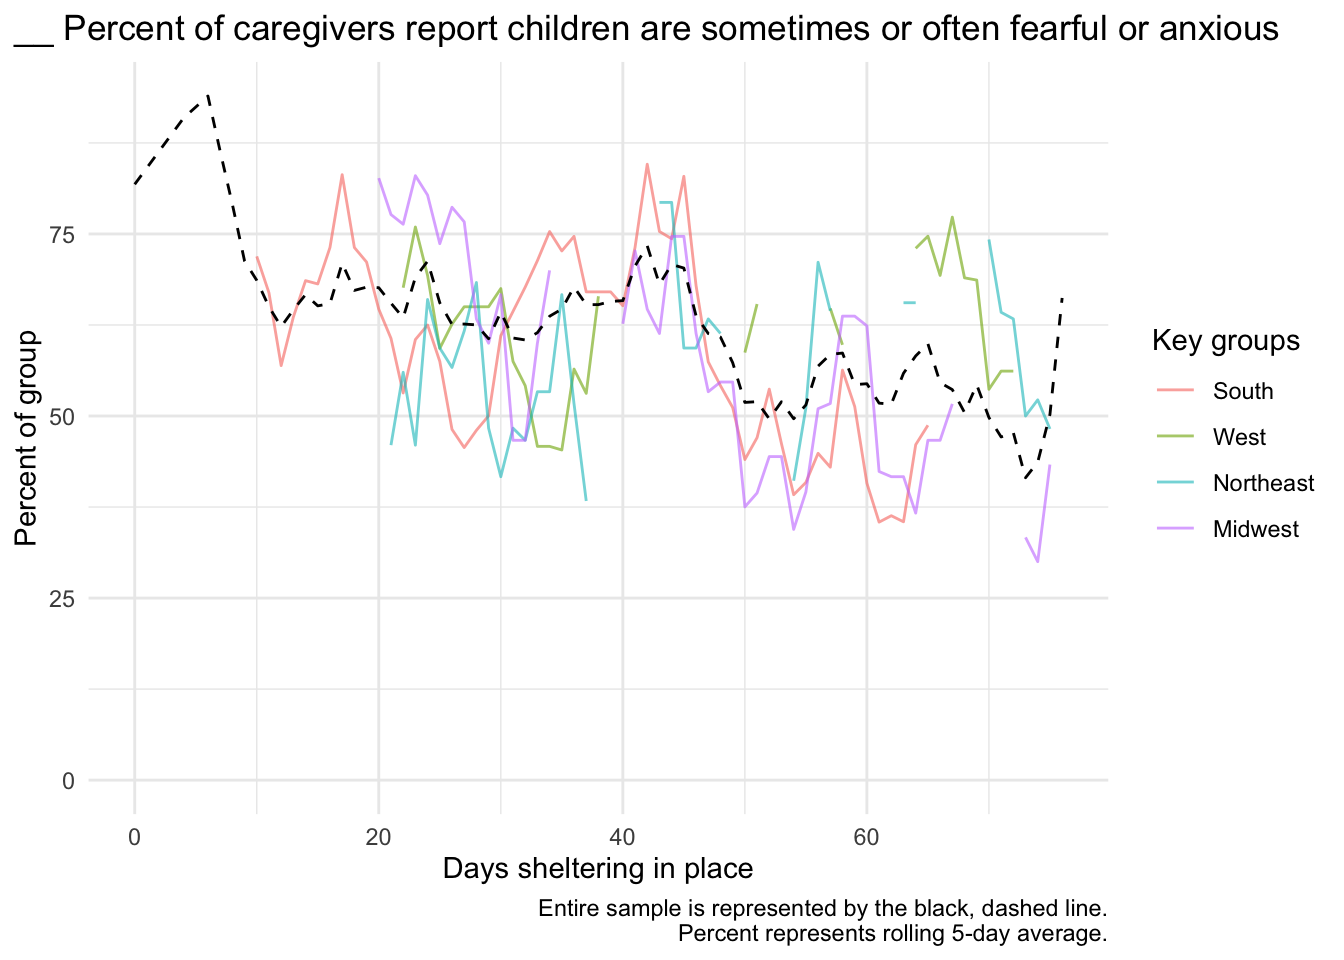 __ Percent of caregivers report children are sometimes or often fearful or anxious
Percent of group
75
50
25
0
0 20 40 60
Days sheltering in place
Key groups
South
West
Northeast
Midwest
Entire sample is represented by the black, dashed line.
Percent represents rolling 5-day average.